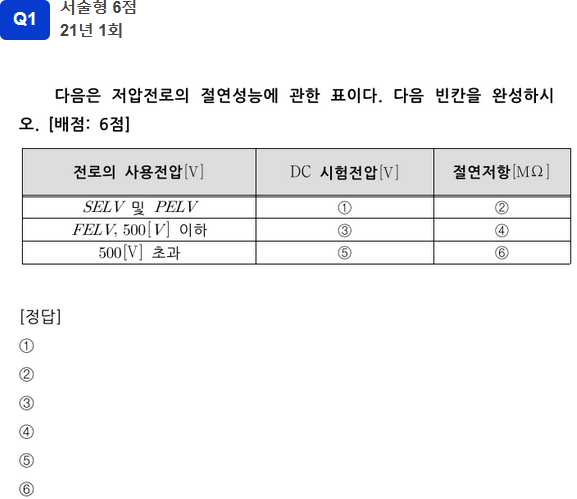 Q1
서술형 6점
21년 1회
다음은 저압전로의 절연성능에 관한 표이다. 다음 빈칸을 완성하시
오. [배점: 6점]
전로의 사용전압[V] DC 시험전압[V] 절연저항[MΩ]
SELV 및 PELV ① ②
FELV, 500[V] 이하 ③ ④
500[V] 초과 ⑤ ⑥
[정답]
①
②
③
④
⑤
⑥